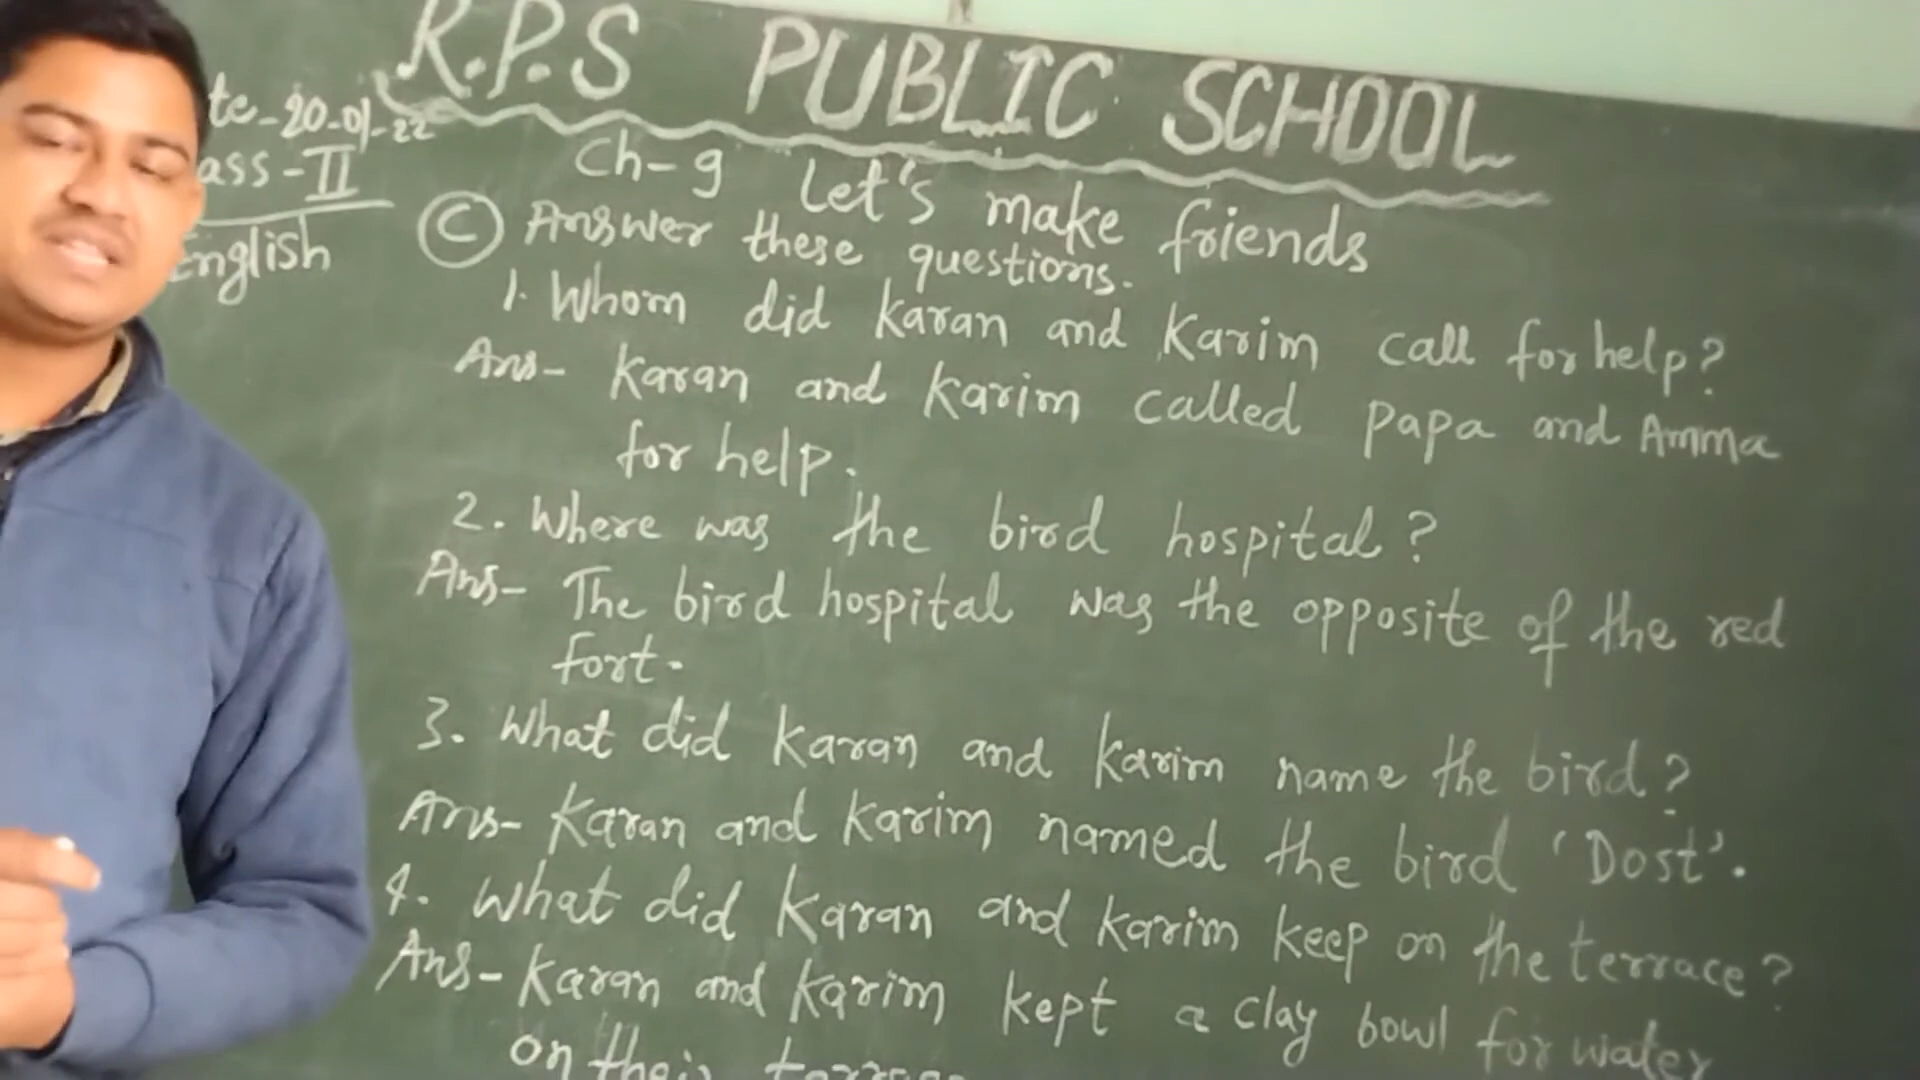 R.P.S PUBLIC SCHOOL
te-20-01-22
ass-II
English
Ch-9 Let's make friends
C Answer these questions.
1. Whom did Karan and Karim call for help?
Ans- Karan and Karim called papa and Amma
for help.
2. Where was the bird hospital?
Ans- The bird hospital was the opposite of the red
fort.
3. What did Karan and Karim name the bird?
Ans- Karan and Karim named the bird 'Dost'.
4. What did Karan and Karim keep on the terrace?
Ans- Karan and Karim kept a clay bowl for water
on their terrace